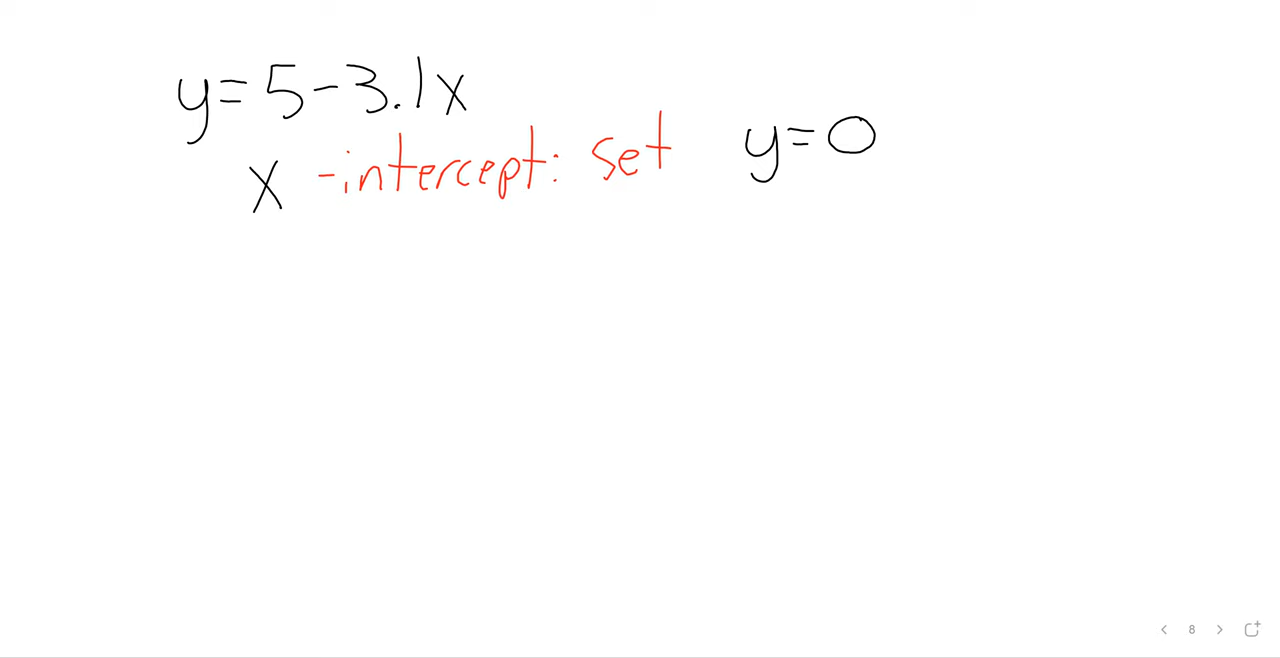 y=5-3.1x
x -intercept: set y=0
8